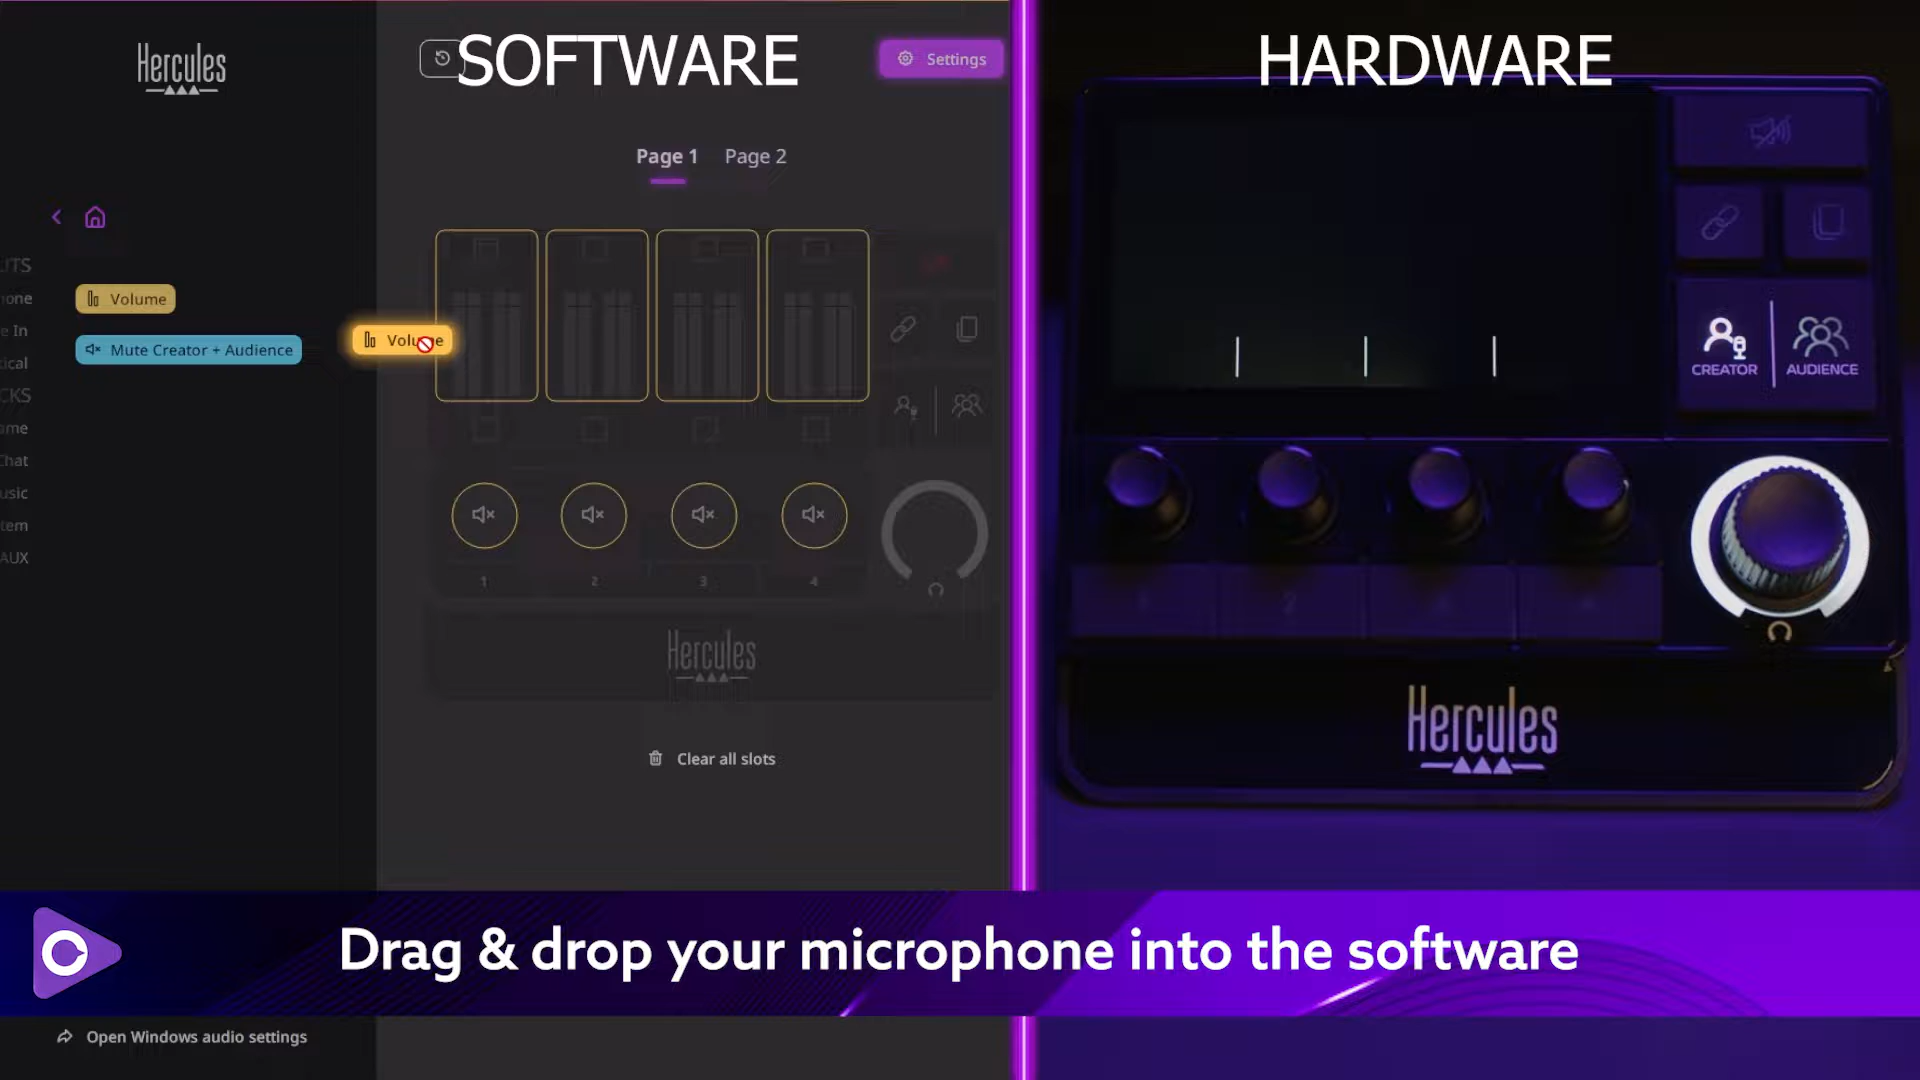 SOFTWARE
HARDWARE
Hercules
Settings
Page 1
Page 2
Volume
Mute Creator + Audience
Volume
CREATOR
AUDIENCE
1
2
3
4
Hercules
Clear all slots
Hercules
Drag & drop your microphone into the software
Open Windows audio settings